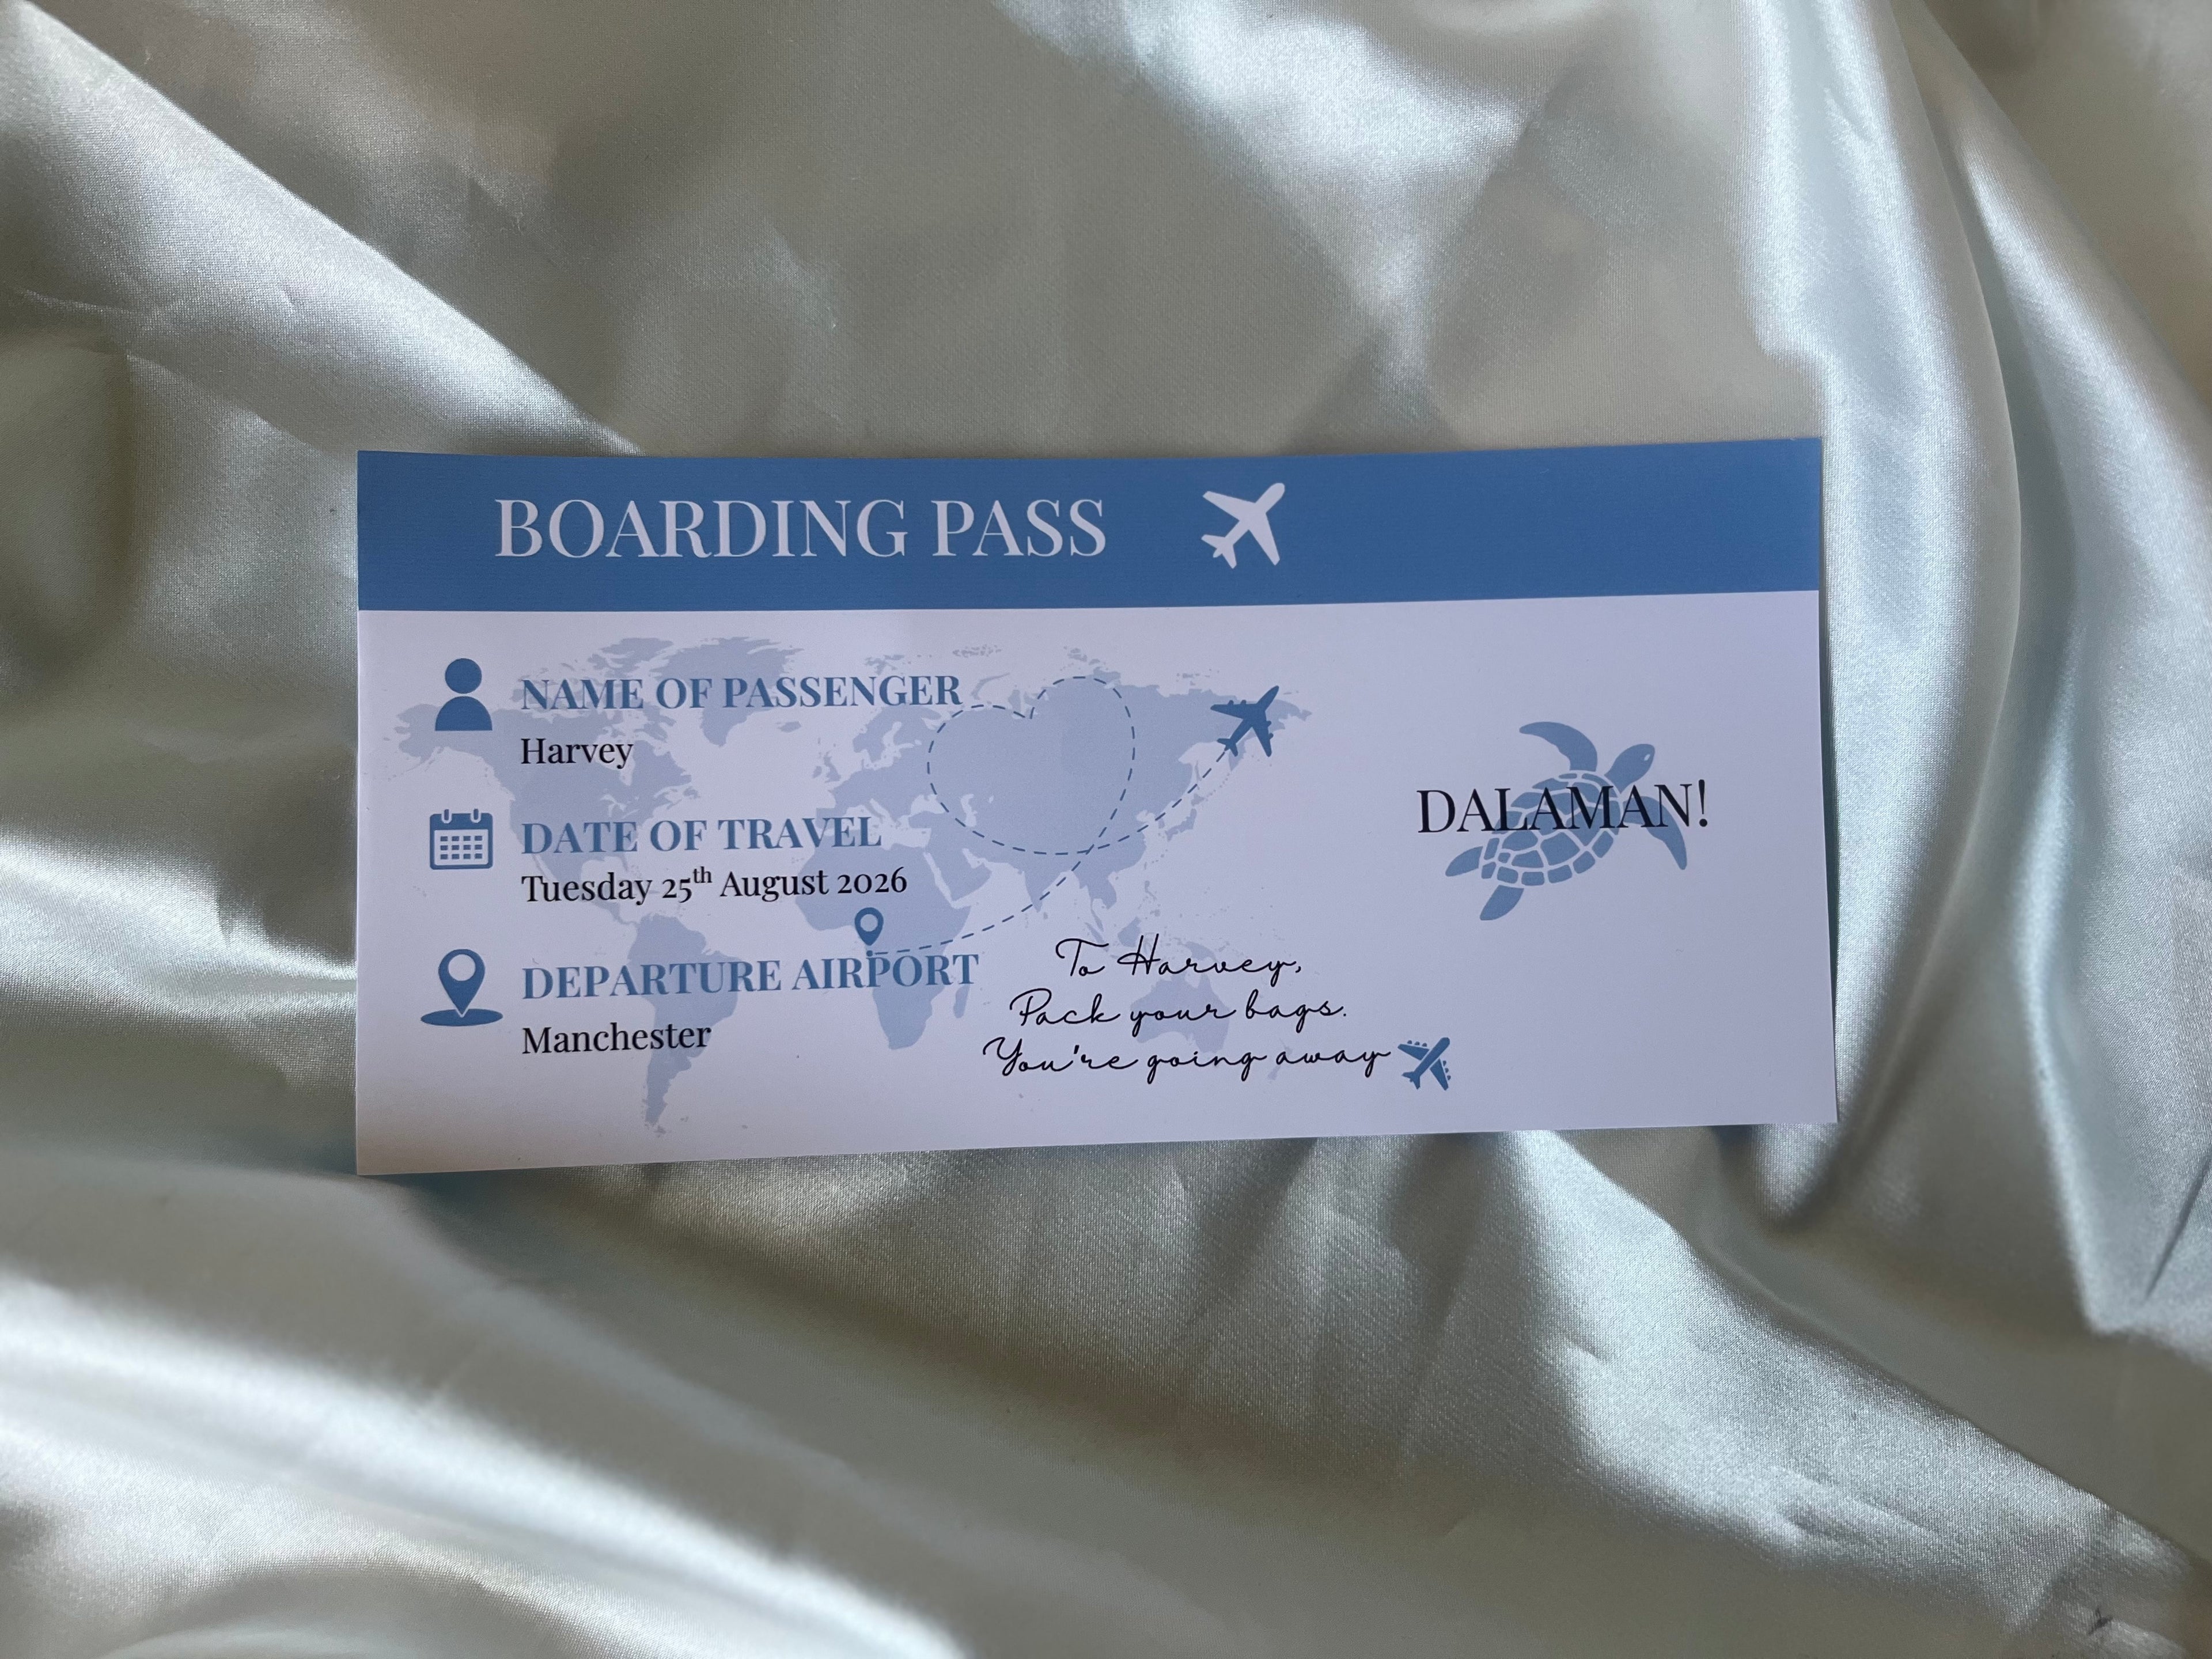 BOARDING PASS
NAME OF PASSENGER
Harvey
DATE OF TRAVEL
Tuesday 25th August 2026
DEPARTURE AIRPORT
Manchester
To Harvey,
Pack your bags.
You're going away
DALAMAN!